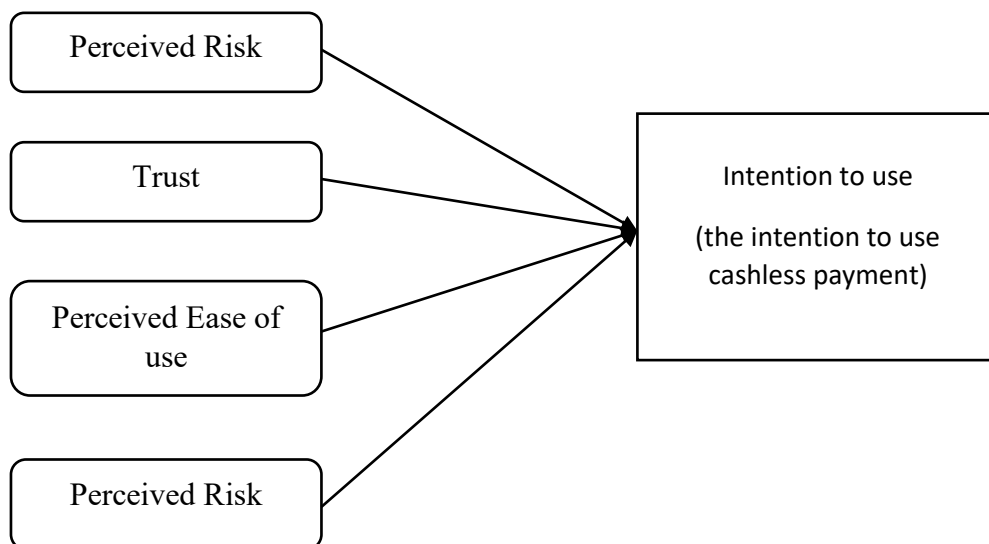 Perceived Risk
Trust
Perceived Ease of
use
Perceived Risk
Intention to use
(the intention to use
cashless payment)